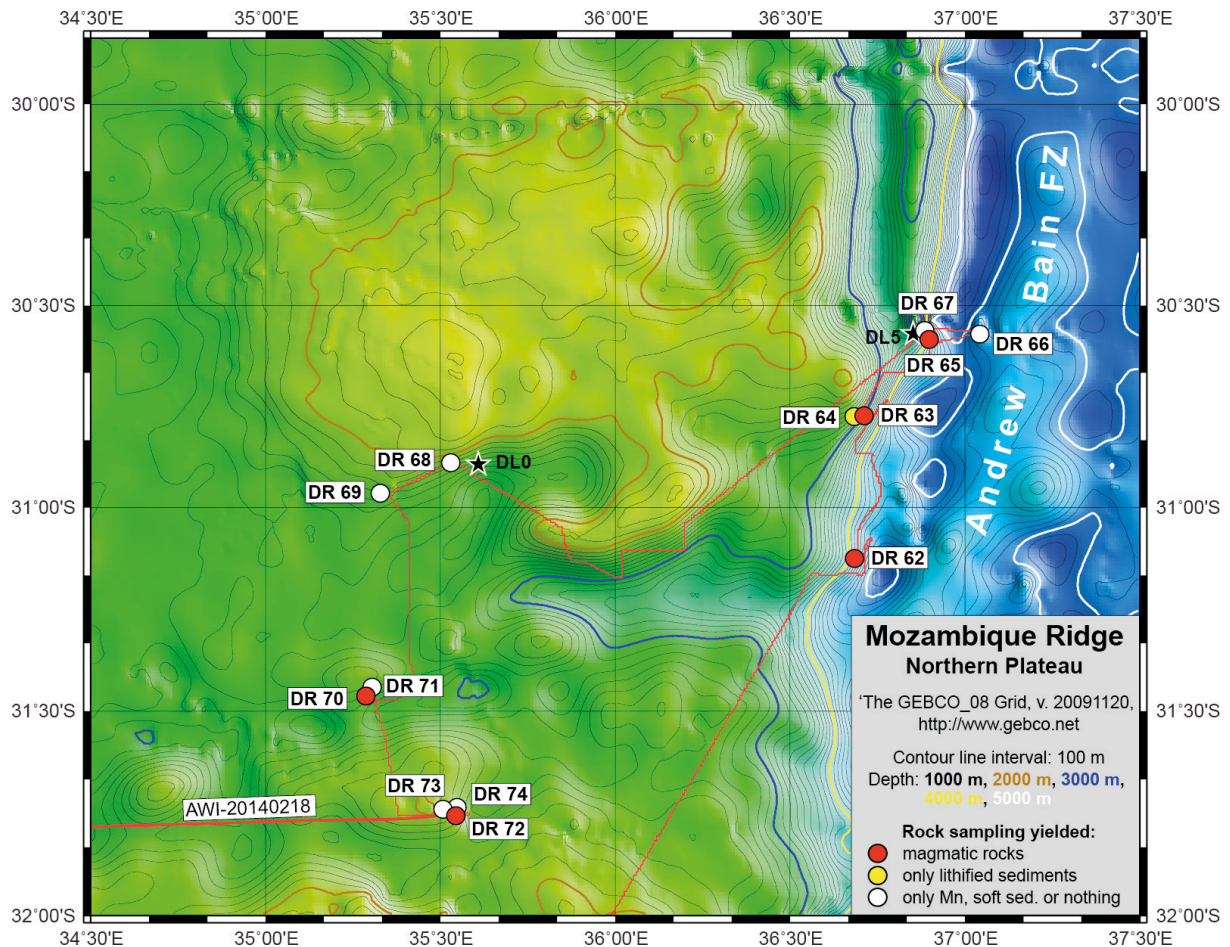 34°30'E 35°00'E 35°30'E 36°00'E 36°30'E 37°00'E 37°30'E
30°00'S 30°00'S
30°30'S 30°30'S
31°00'S 31°00'S
31°30'S 31°30'S
32°00'S 32°00'S
34°30'E 35°00'E 35°30'E 36°00'E 36°30'E 37°00'E 37°30'E
Andrew Bain FZ
DR 67
DL5
DR 66
DR 65
DR 64
DR 63
DR 68
DL0
DR 69
DR 62
DR 71
DR 70
DR 73
DR 74
DR 72
AWI-20140218
Mozambique Ridge
Northern Plateau
‘The GEBCO_08 Grid, v. 20091120,
http://www.gebco.net
Contour line interval: 100 m
Depth: 1000 m, 2000 m, 3000 m,
4000 m, 5000 m
Rock sampling yielded:
magmatic rocks
only lithified sediments
only Mn, soft sed. or nothing